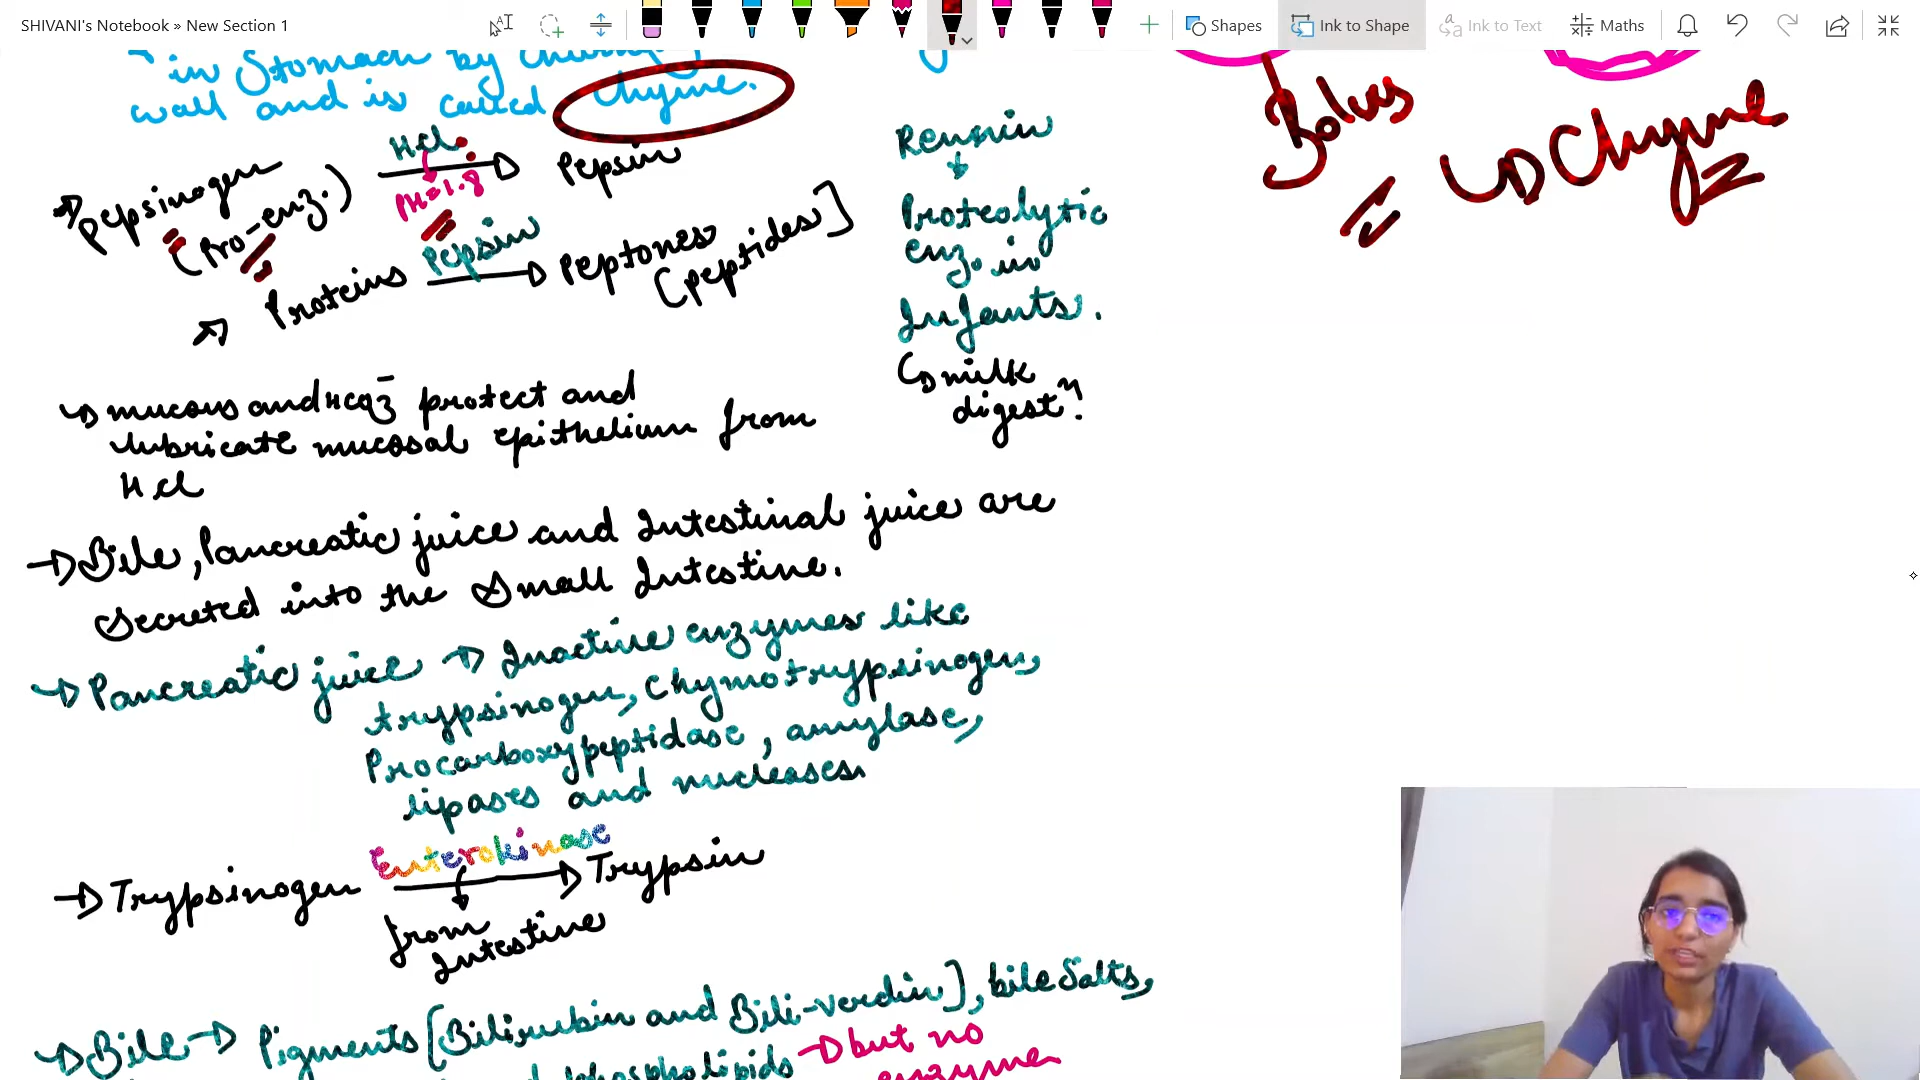 SHIVANI's Notebook » New Section 1
Shapes
Ink to Shape
Ink to Text
Maths
in Stomach by
wall and is called chyme.
→ Pepsinogen
(Pro-enz.)
HCl
PH=1.8
Pepsin
Proteins
Pepsin
Peptones
(peptides)
mucous and HCO3- protect and
lubricate mucosal epithelium from
HCl
→ Bile, Pancreatic juice and Intestinal juice are
secreted into the Small Intestine.
→ Pancreatic juice → Inactive enzymes like
trypsinogen, Chymotrypsinogen,
Procarboxypeptidase, amylase,
lipases and nucleases.
→ Trypsinogen
Enterokinase
from
Intestine
Trypsin
→ Bile → Pigments [Bilirubin and Bili-verdin], bile Salts,
phospholipids → but no
enzyme
Rennin
Proteolytic
enz. in
Infants.
milk
digestn.
Bolus
Chyme